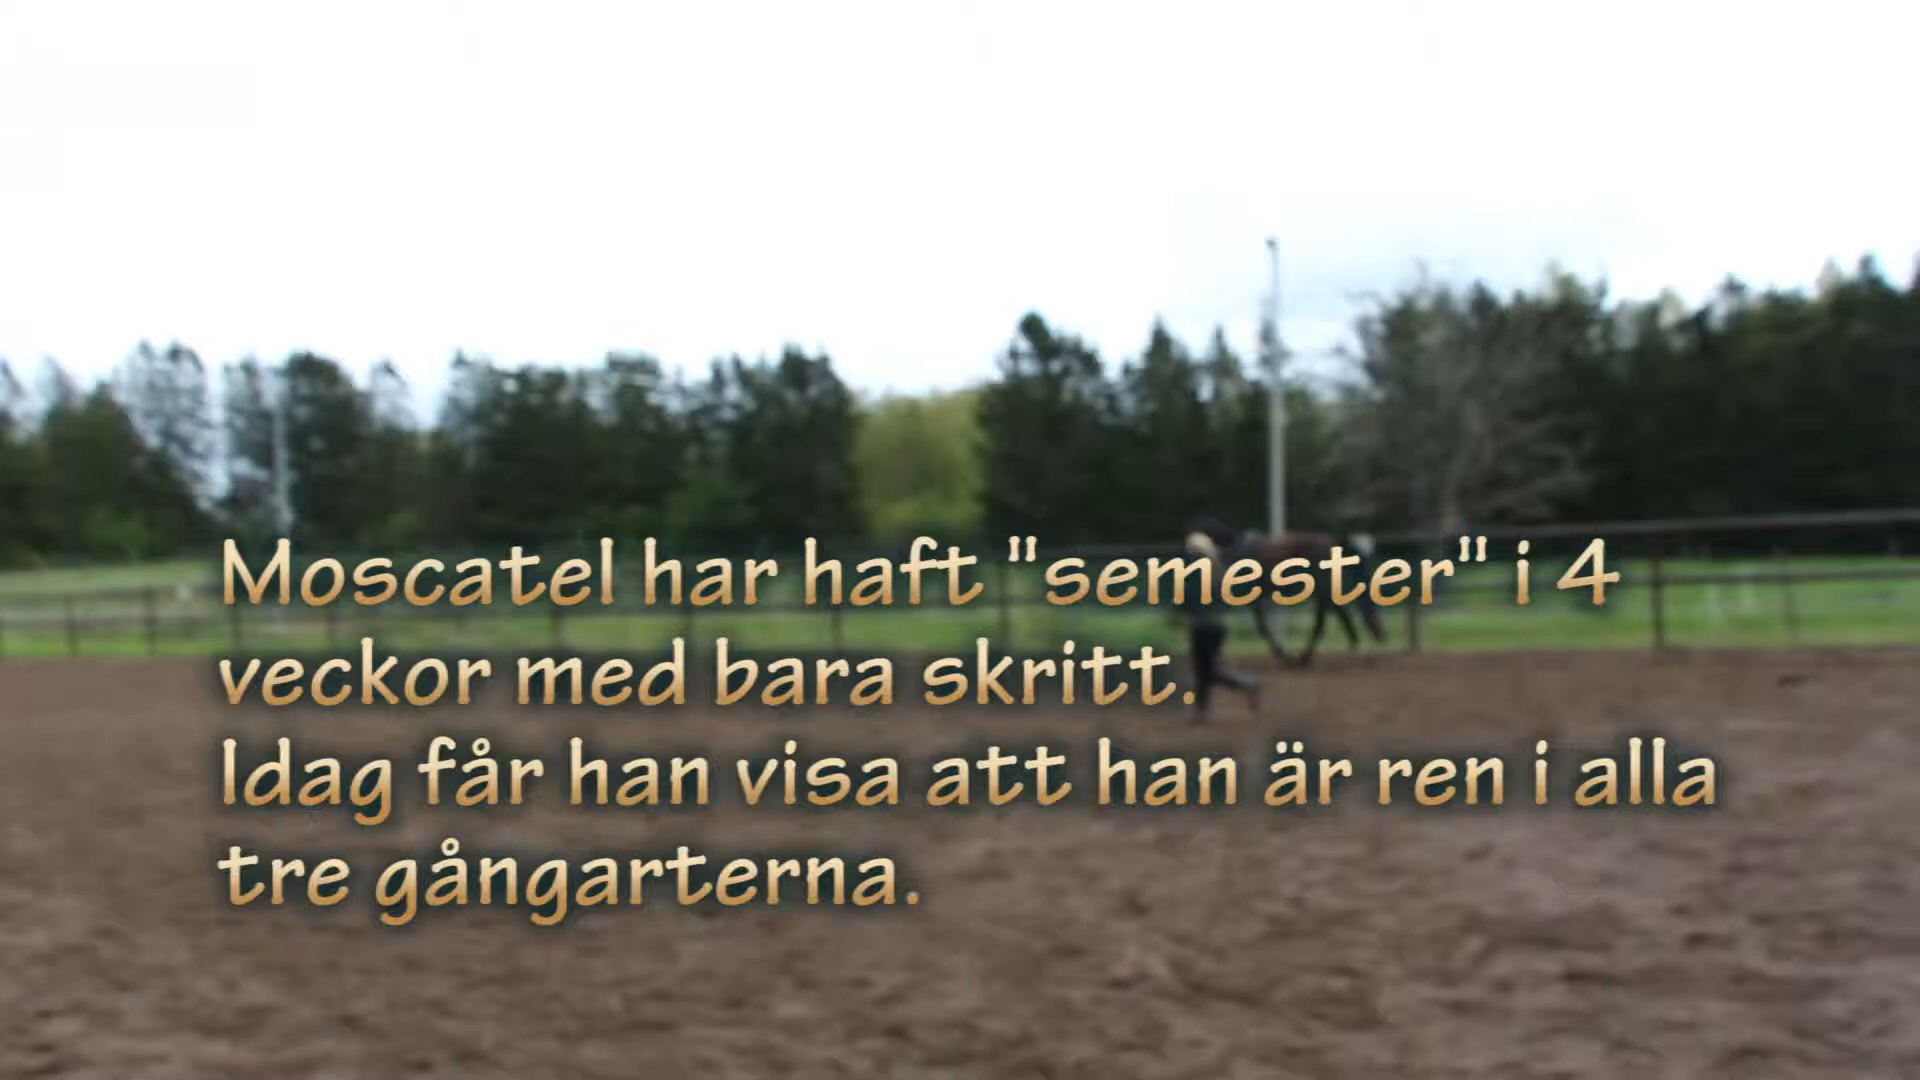 Moscatel har haft "semester" i 4
veckor med bara skritt.
Idag får han visa att han är ren i alla
tre gångarterna.